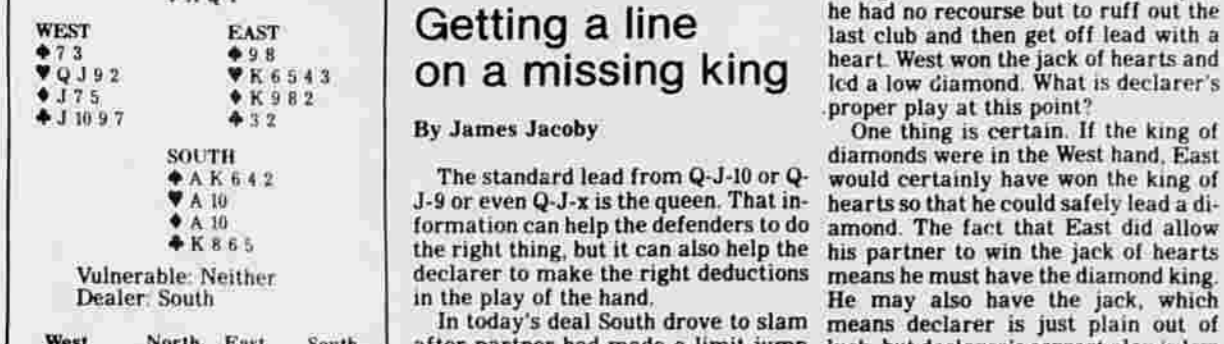 WEST
♠ 7 3
♥ Q J 9 2
♦ J 7 5
♣ J 10 9 7
EAST
♠ 9 8
♥ K 6 5 4 3
♦ K 9 8 2
♣ 3 2
SOUTH
♠ A K 6 4 2
♥ A 10
♦ A 10
♣ K 8 6 5
Vulnerable: Neither
Dealer: South
West North East South
Getting a line
on a missing king
By James Jacoby
The standard lead from Q-J-10 or Q-
J-9 or even Q-J-x is the queen. That in-
formation can help the defenders to do
the right thing, but it can also help the
declarer to make the right deductions
in the play of the hand.
In today's deal South drove to slam
after partner had made a limit jump
he had no recourse but to ruff out the
last club and then get off lead with a
heart. West won the jack of hearts and
led a low diamond. What is declarer's
proper play at this point?
One thing is certain. If the king of
diamonds were in the West hand, East
would certainly have won the king of
hearts so that he could safely lead a di-
amond. The fact that East did allow
his partner to win the jack of hearts
means he must have the diamond king.
He may also have the jack, which
means declarer is just plain out of